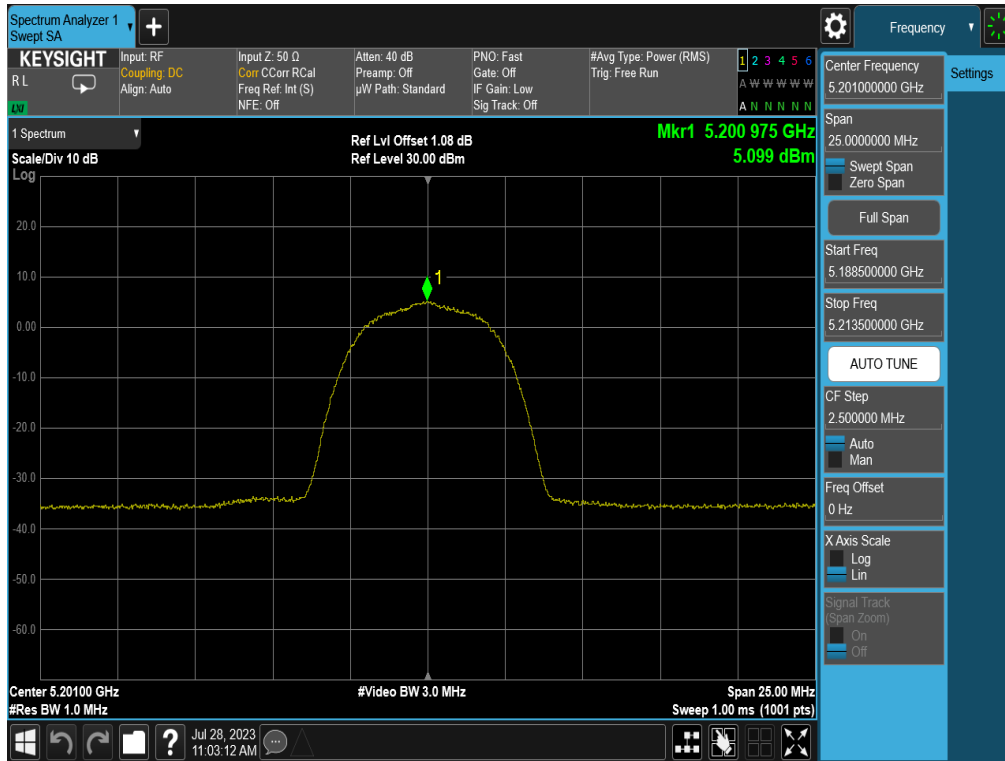 Spectrum Analyzer 1
Swept SA
+
Frequency
KEYSIGHT
R L
LXI
Input: RF
Coupling: DC
Align: Auto
Input Z: 50 Ω
Corr CCorr RCal
Freq Ref: Int (S)
NFE: Off
Atten: 40 dB
Preamp: Off
µW Path: Standard
PNO: Fast
Gate: Off
IF Gain: Low
Sig Track: Off
#Avg Type: Power (RMS)
Trig: Free Run
1 2 3 4 5 6
A W W W W W
A N N N N N
1 Spectrum
Scale/Div 10 dB
Log
Ref Lvl Offset 1.08 dB
Ref Level 30.00 dBm
Mkr1 5.200 975 GHz
5.099 dBm
1
20.0
10.0
0.00
-10.0
-20.0
-30.0
-40.0
-50.0
-60.0
Center 5.20100 GHz
#Res BW 1.0 MHz
#Video BW 3.0 MHz
Span 25.00 MHz
Sweep 1.00 ms (1001 pts)
Center Frequency
5.201000000 GHz
Settings
Span
25.0000000 MHz
Swept Span
Zero Span
Full Span
Start Freq
5.188500000 GHz
Stop Freq
5.213500000 GHz
AUTO TUNE
CF Step
2.500000 MHz
Auto
Man
Freq Offset
0 Hz
X Axis Scale
Log
Lin
Signal Track
(Span Zoom)
On
Off
?
Jul 28, 2023
11:03:12 AM